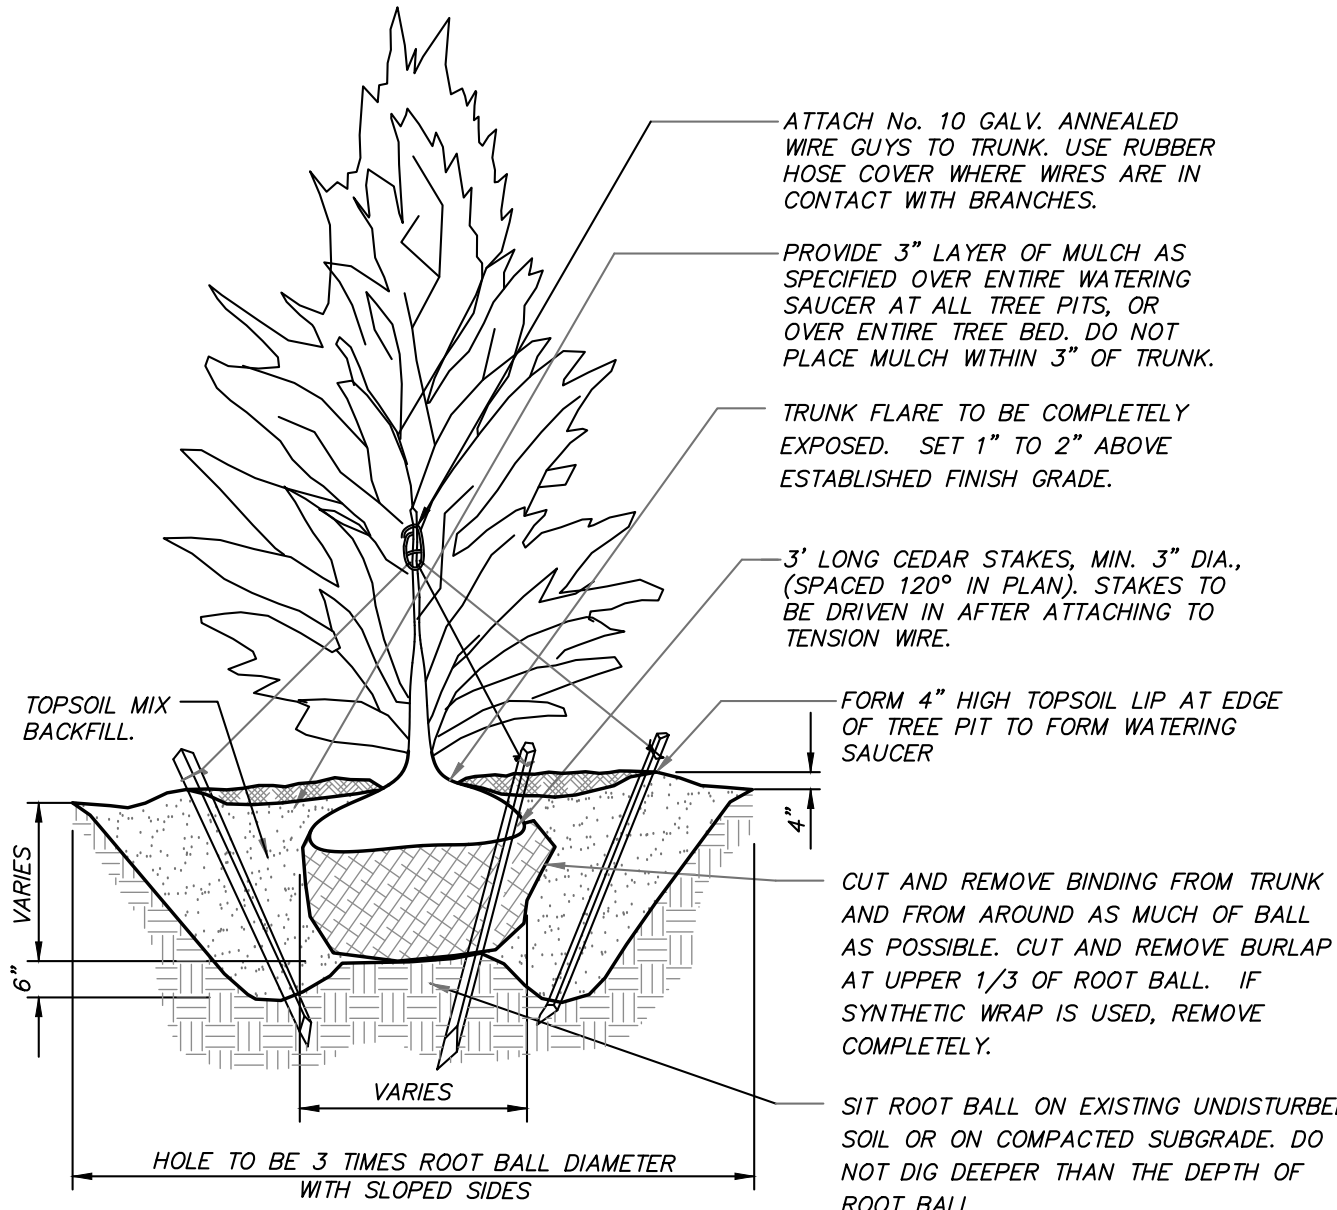 ATTACH No. 10 GALV. ANNEALED
WIRE GUYS TO TRUNK. USE RUBBER
HOSE COVER WHERE WIRES ARE IN
CONTACT WITH BRANCHES.
PROVIDE 3" LAYER OF MULCH AS
SPECIFIED OVER ENTIRE WATERING
SAUCER AT ALL TREE PITS, OR
OVER ENTIRE TREE BED. DO NOT
PLACE MULCH WITHIN 3" OF TRUNK.
TRUNK FLARE TO BE COMPLETELY
EXPOSED. SET 1" TO 2" ABOVE
ESTABLISHED FINISH GRADE.
3' LONG CEDAR STAKES, MIN. 3" DIA.,
(SPACED 120° IN PLAN). STAKES TO
BE DRIVEN IN AFTER ATTACHING TO
TENSION WIRE.
TOPSOIL MIX
BACKFILL.
FORM 4" HIGH TOPSOIL LIP AT EDGE
OF TREE PIT TO FORM WATERING
SAUCER
4"
VARIES
6"
CUT AND REMOVE BINDING FROM TRUNK
AND FROM AROUND AS MUCH OF BALL
AS POSSIBLE. CUT AND REMOVE BURLAP
AT UPPER 1/3 OF ROOT BALL. IF
SYNTHETIC WRAP IS USED, REMOVE
COMPLETELY.
VARIES
SIT ROOT BALL ON EXISTING UNDISTURBED
SOIL OR ON COMPACTED SUBGRADE. DO
NOT DIG DEEPER THAN THE DEPTH OF
ROOT BALL
HOLE TO BE 3 TIMES ROOT BALL DIAMETER
WITH SLOPED SIDES